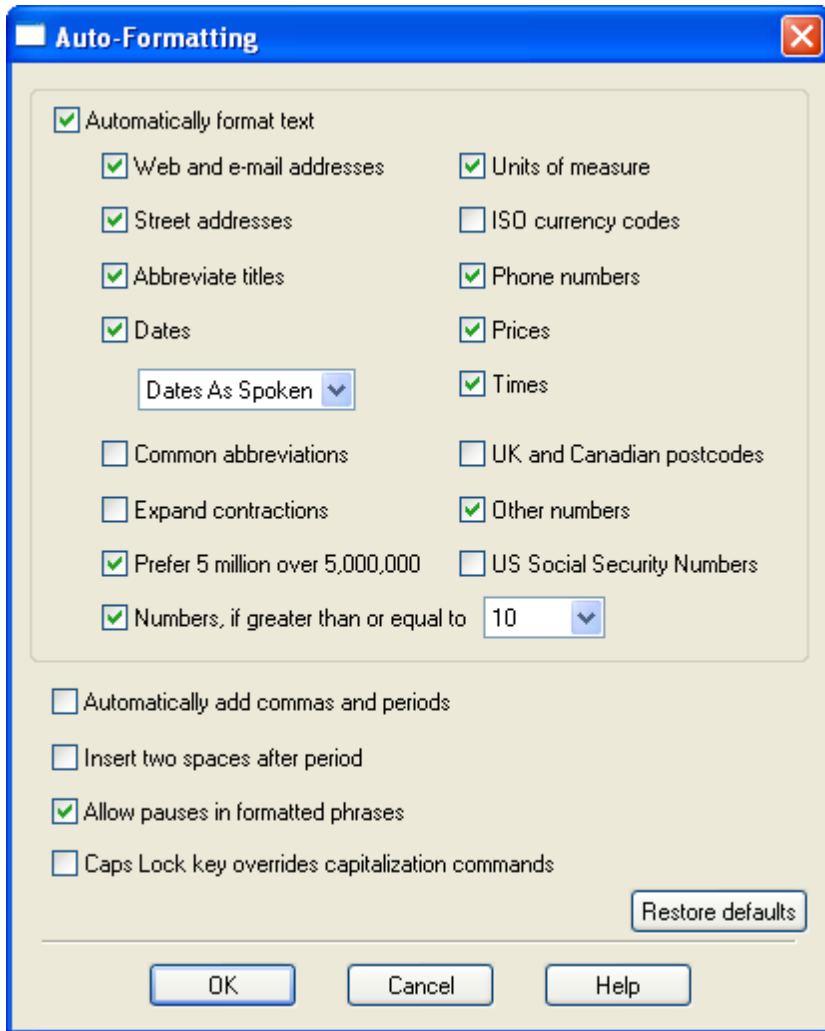 Auto-Formatting
Automatically format text
Web and e-mail addresses
Units of measure
Street addresses
ISO currency codes
Abbreviate titles
Phone numbers
Dates
Prices
Dates As Spoken
Times
Common abbreviations
UK and Canadian postcodes
Expand contractions
Other numbers
Prefer 5 million over 5,000,000
US Social Security Numbers
Numbers, if greater than or equal to 10
Automatically add commas and periods
Insert two spaces after period
Allow pauses in formatted phrases
Caps Lock key overrides capitalization commands
Restore defaults
OK Cancel Help